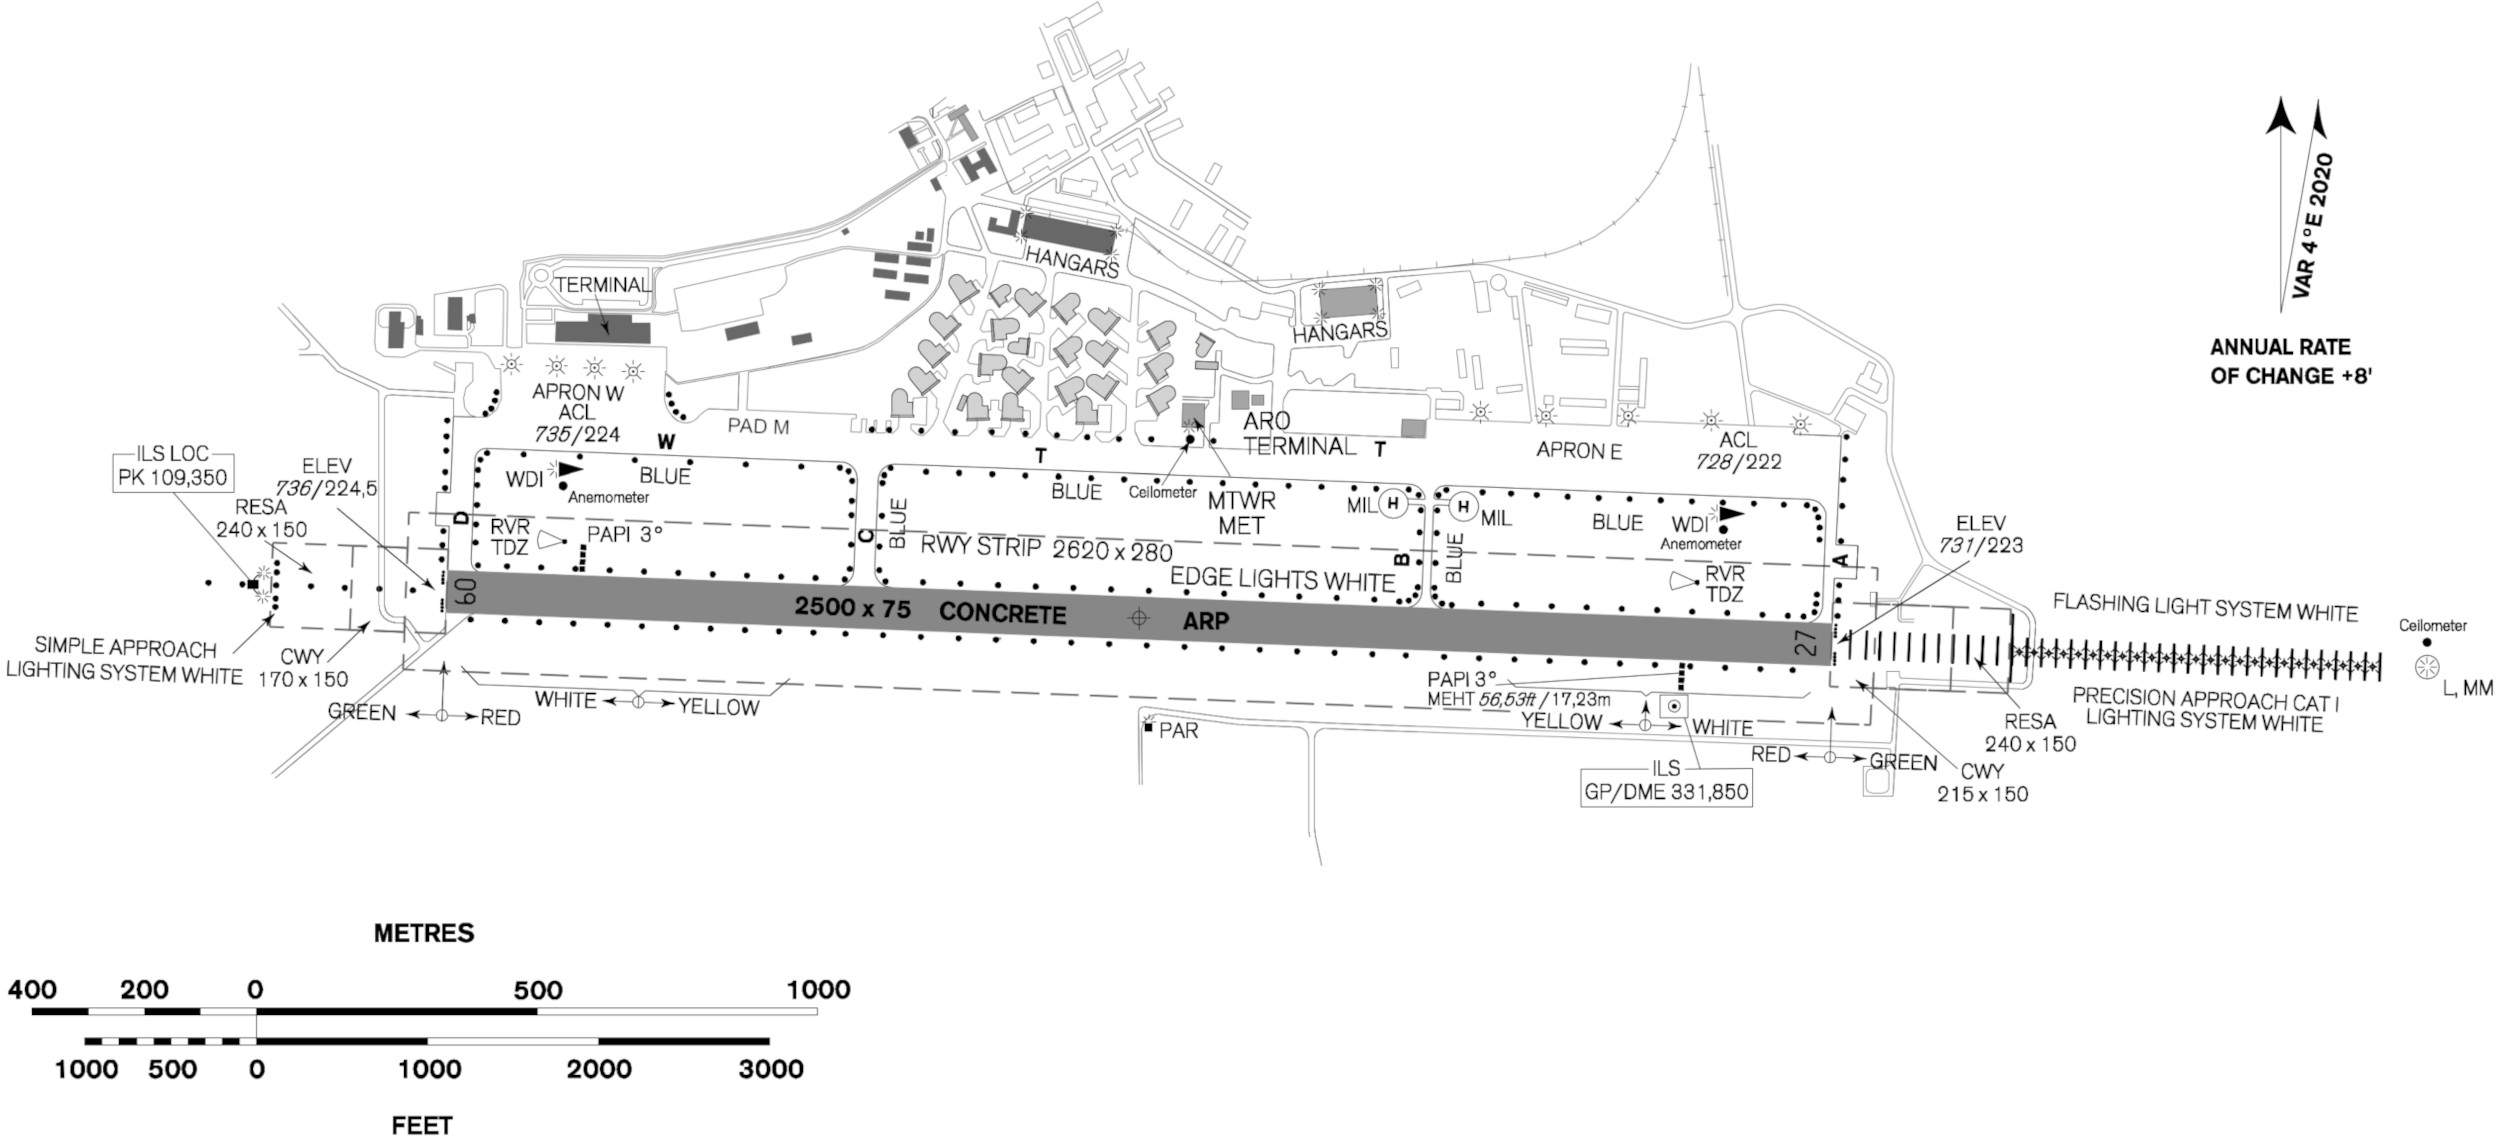 HANGARS
TERMINAL
HANGARS
VAR 4°E 2020
ANNUAL RATE
OF CHANGE +8'
APRON W
ACL
735/224
W
PAD M
T
ARO
TERMINAL
T
APRON E
ACL
728/222
ILS LOC
PK 109,350
ELEV
736/224,5
RESA
240 x 150
WDI
Anemometer
BLUE
BLUE
Ceilometer
MTWR
MET
MIL
H
H
MIL
BLUE
WDI
Anemometer
ELEV
731/223
D
RVR
TDZ
PAPI 3°
C
BLUE
RWY STRIP 2620 x 280
EDGE LIGHTS WHITE
B
BLUE
RVR
TDZ
A
09
2500 x 75 CONCRETE
ARP
27
FLASHING LIGHT SYSTEM WHITE
Ceilometer
L, MM
SIMPLE APPROACH
LIGHTING SYSTEM WHITE
CWY
170 x 150
GREEN
RED
WHITE
YELLOW
PAR
PAPI 3°
MEHT 56,53ft / 17,23m
YELLOW
WHITE
ILS
GP/DME 331,850
RED
GREEN
RESA
240 x 150
CWY
215 x 150
PRECISION APPROACH CAT I
LIGHTING SYSTEM WHITE
METRES
400 200 0 500 1000
1000 500 0 1000 2000 3000
FEET